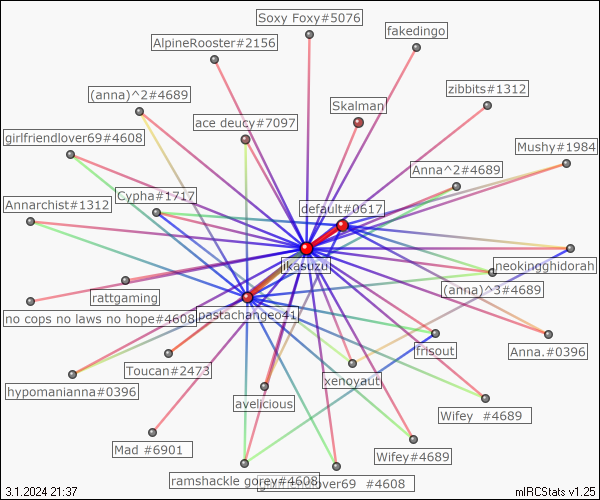 Soxy Foxy#5076
fakedingo
AlpineRooster#2156
zibbits#1312
(anna)^2#4689
Skalman
ace deucy#7097
girlfriendlover69#4608
Mushy#1984
Anna^2#4689
Cypha#1717
Annarchist#1312
default#0617
jkasuzu
neokingghidorah
(anna)^3#4689
rattgaming
no cops no laws no hope#4608
pastachangeo41
frisout
Anna.#0396
Toucan#2473
xenoyaut
hypomanianna#0396
avelicious
Wifey  #4689
Mad #6901
Wifey#4689
ramshackle gorey#4608
#4608
3.1.2024 21:37
mIRCStats v1.25